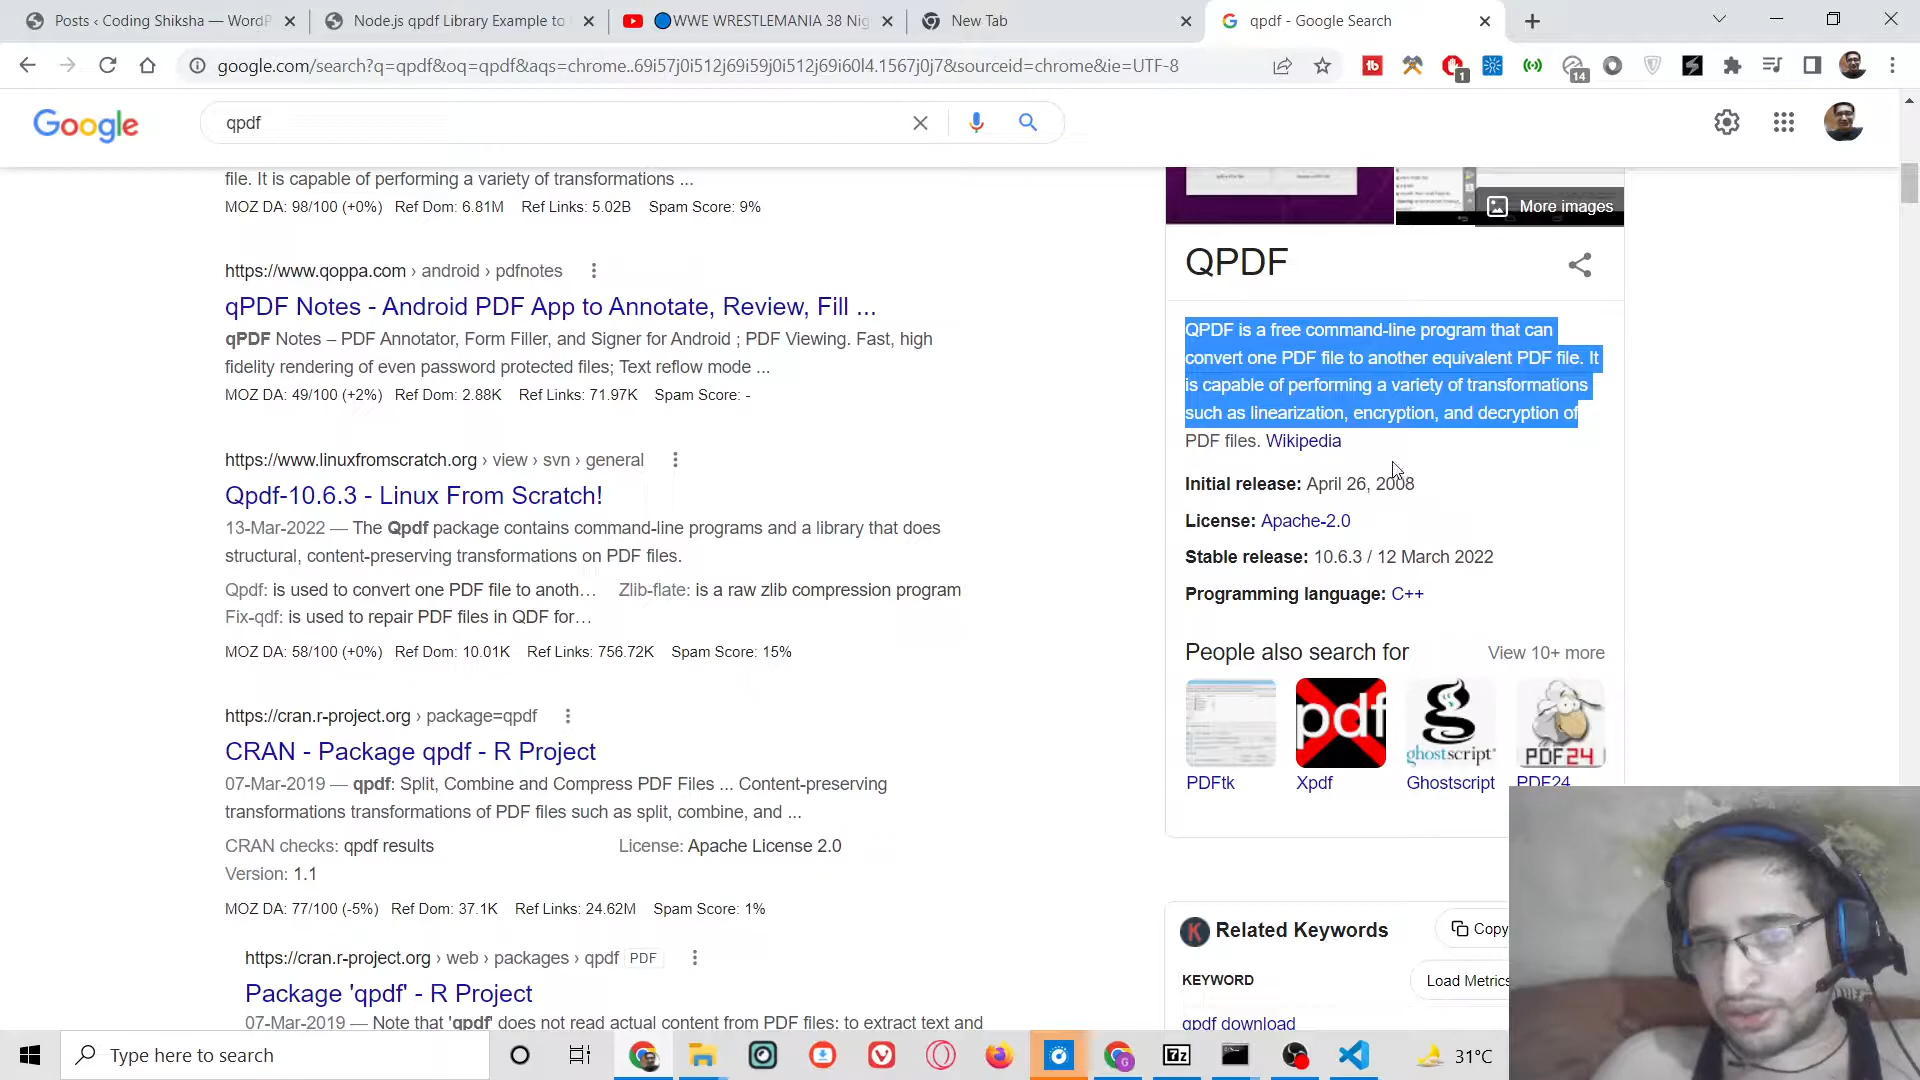 Posts ‹ Coding Shiksha — WordP
Node.js qpdf Library Example to
WWE WRESTLEMANIA 38 Nig
New Tab
qpdf - Google Search
google.com/search?q=qpdf&oq=qpdf&aqs=chrome..69i57j0i512j69i59j0i512j69i60l4.1567j0j7&sourceid=chrome&ie=UTF-8
1
14
Google
qpdf
file. It is capable of performing a variety of transformations ...
MOZ DA: 98/100 (+0%) Ref Dom: 6.81M Ref Links: 5.02B Spam Score: 9%
https://www.qoppa.com › android › pdfnotes
qPDF Notes - Android PDF App to Annotate, Review, Fill ...
qPDF Notes – PDF Annotator, Form Filler, and Signer for Android ; PDF Viewing. Fast, high
fidelity rendering of even password protected files; Text reflow mode ...
MOZ DA: 49/100 (+2%) Ref Dom: 2.88K Ref Links: 71.97K Spam Score: -
https://www.linuxfromscratch.org › view › svn › general
Qpdf-10.6.3 - Linux From Scratch!
13-Mar-2022 — The Qpdf package contains command-line programs and a library that does
structural, content-preserving transformations on PDF files.
Qpdf: is used to convert one PDF file to anoth... Zlib-flate: is a raw zlib compression program
Fix-qdf: is used to repair PDF files in QDF for...
MOZ DA: 58/100 (+0%) Ref Dom: 10.01K Ref Links: 756.72K Spam Score: 15%
https://cran.r-project.org › package=qpdf
CRAN - Package qpdf - R Project
07-Mar-2019 — qpdf: Split, Combine and Compress PDF Files ... Content-preserving
transformations transformations of PDF files such as split, combine, and ...
CRAN checks: qpdf results License: Apache License 2.0
Version: 1.1
MOZ DA: 77/100 (-5%) Ref Dom: 37.1K Ref Links: 24.62M Spam Score: 1%
https://cran.r-project.org › web › packages › qpdf PDF
Package 'qpdf' - R Project
07-Mar-2019 — Note that 'qpdf' does not read actual content from PDF files: to extract text and
More images
QPDF
QPDF is a free command-line program that can
convert one PDF file to another equivalent PDF file. It
is capable of performing a variety of transformations
such as linearization, encryption, and decryption of
PDF files. Wikipedia
Initial release: April 26, 2008
License: Apache-2.0
Stable release: 10.6.3 / 12 March 2022
Programming language: C++
People also search for
View 10+ more
pdf
ghostscript
PDF24
PDFtk
Xpdf
Ghostscript
PDF24
K
Related Keywords
Copy
KEYWORD
Load Metrics
qpdf download
Type here to search
31°C